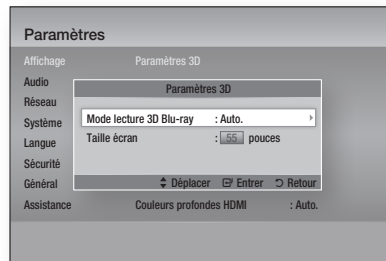 Paramètres
Affichage Paramètres 3D
Audio
Paramètres 3D
Réseau
Système
Mode lecture 3D Blu-ray : Auto.
Langue
Taille écran : 55 pouces
Sécurité
Général
Déplacer Entrer Retour
Assistance Couleurs profondes HDMI : Auto.